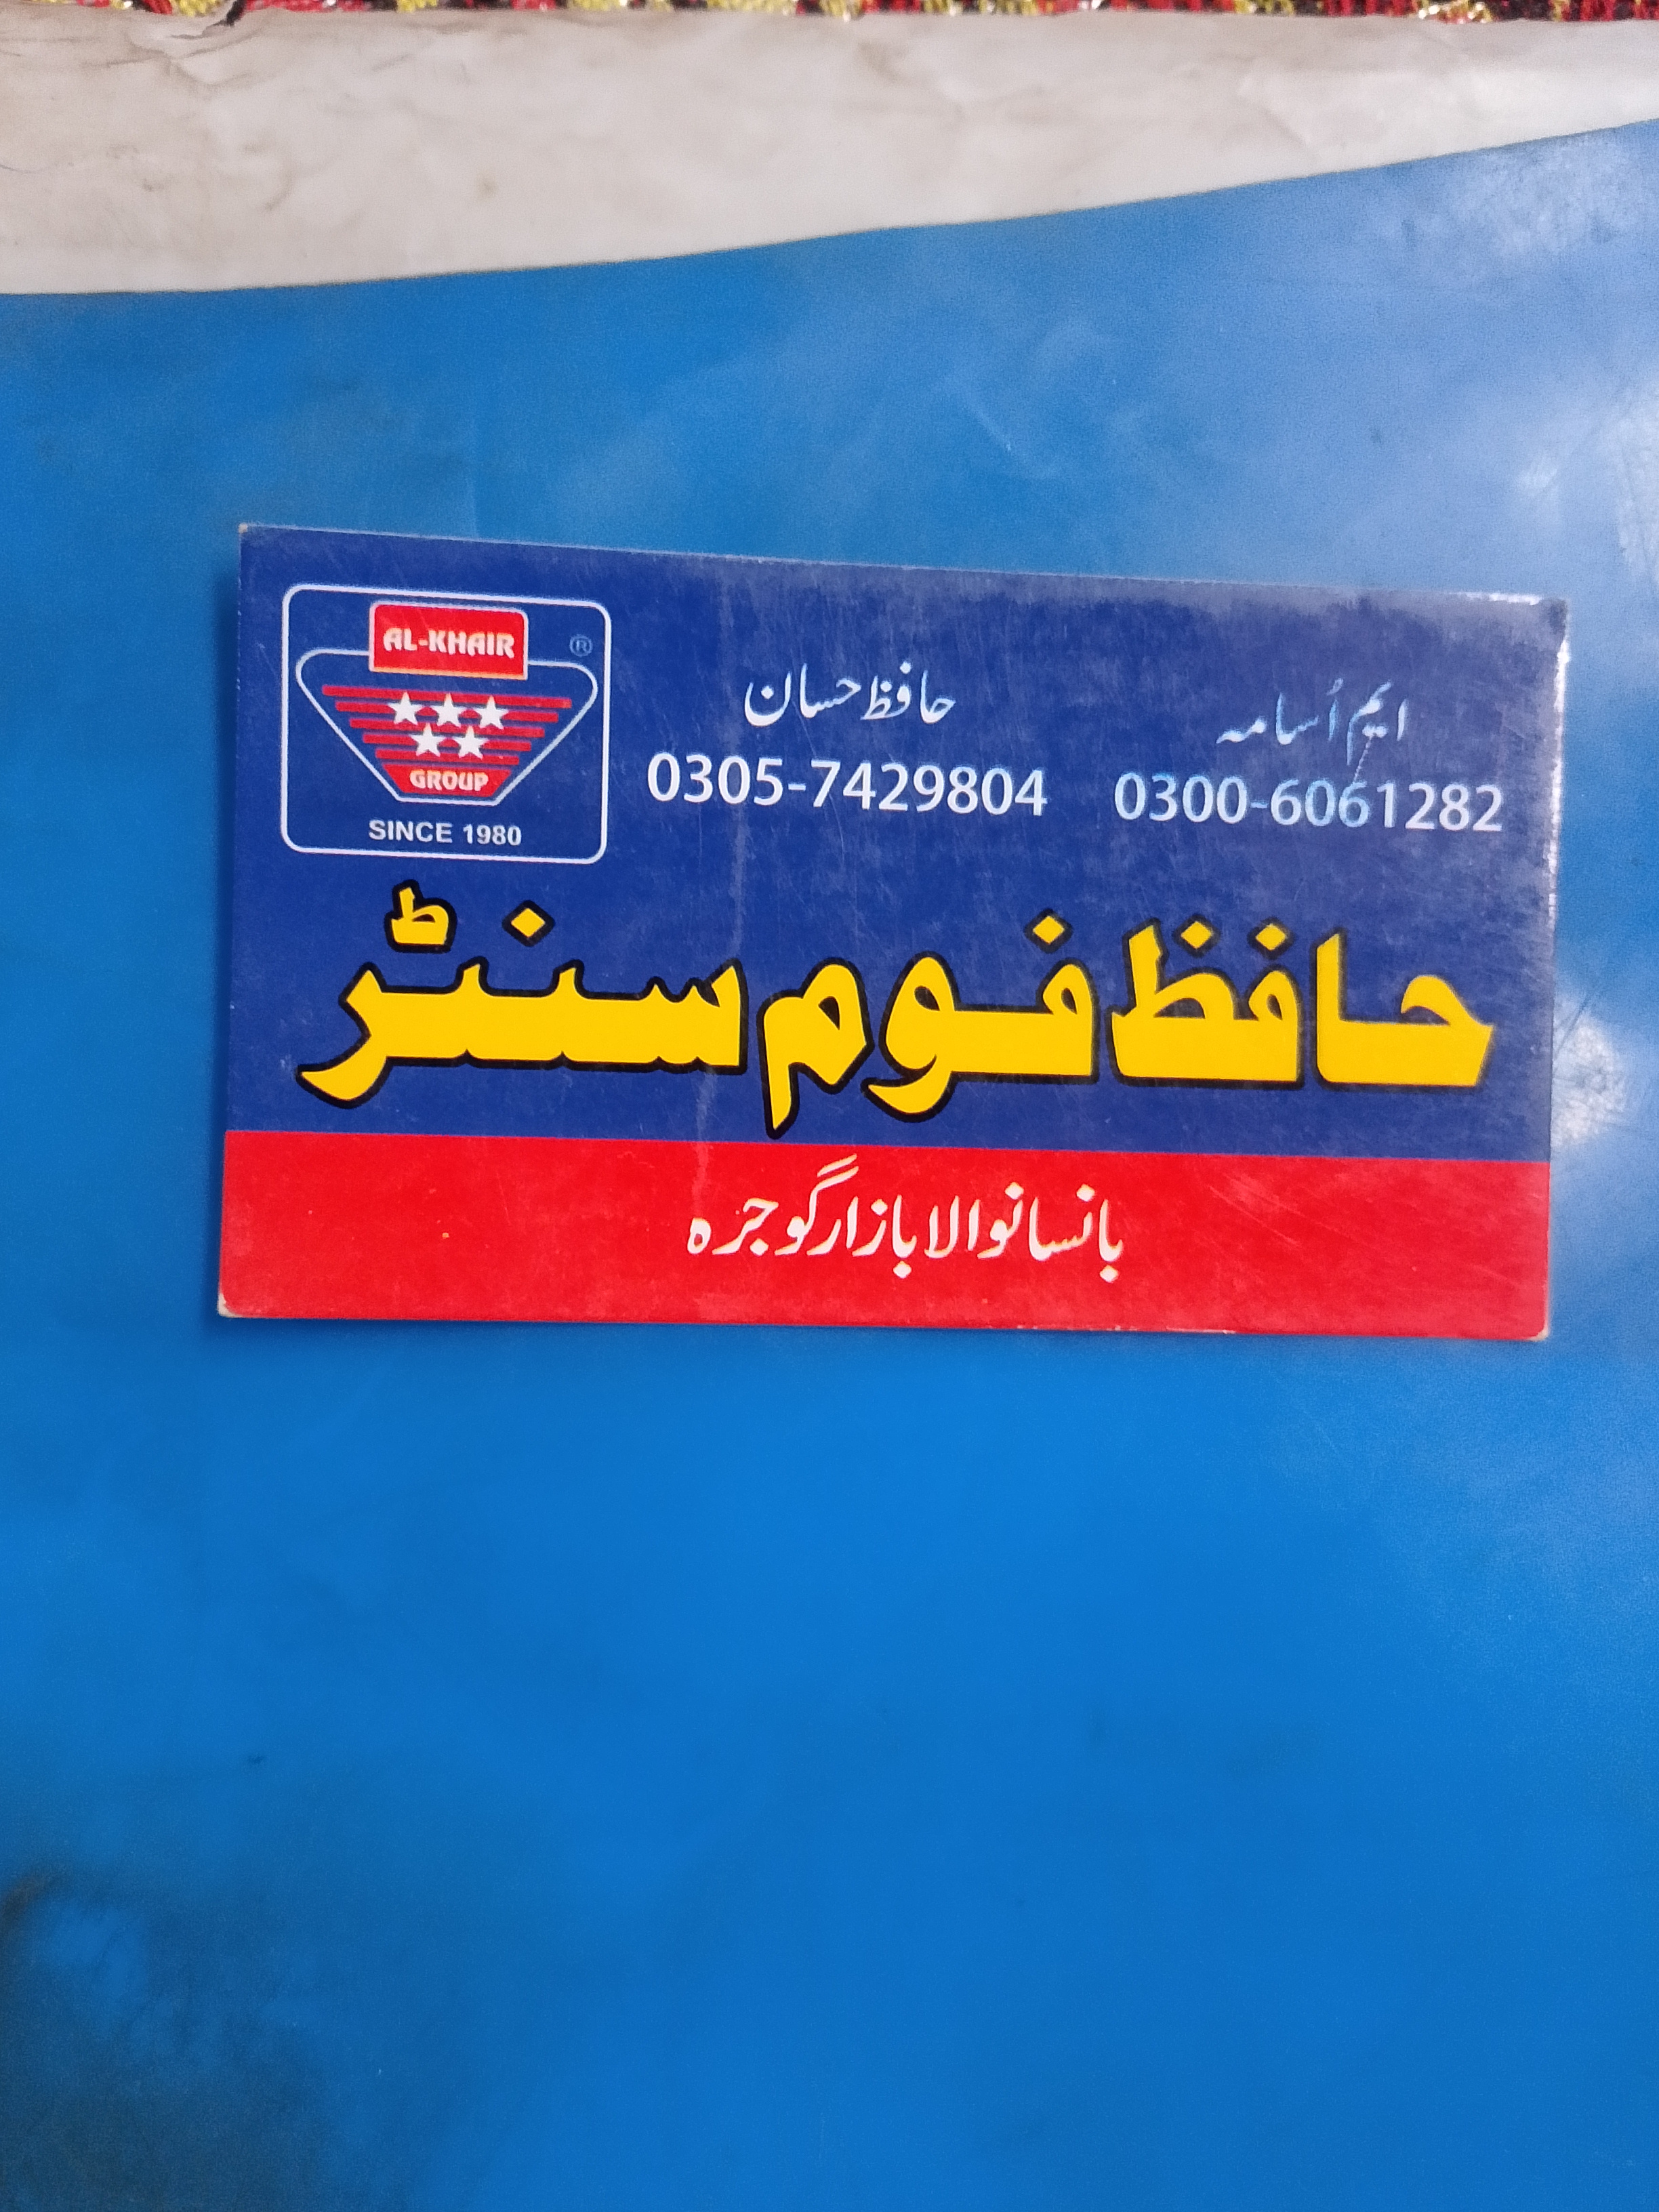 AL-KHAIR ®
GROUP
SINCE 1980
ایم اُسامہ
0300-6061282
حافظ حسان
0305-7429804
حافظ فوم سنٹر
بانسانوالا بازار گوجرہ